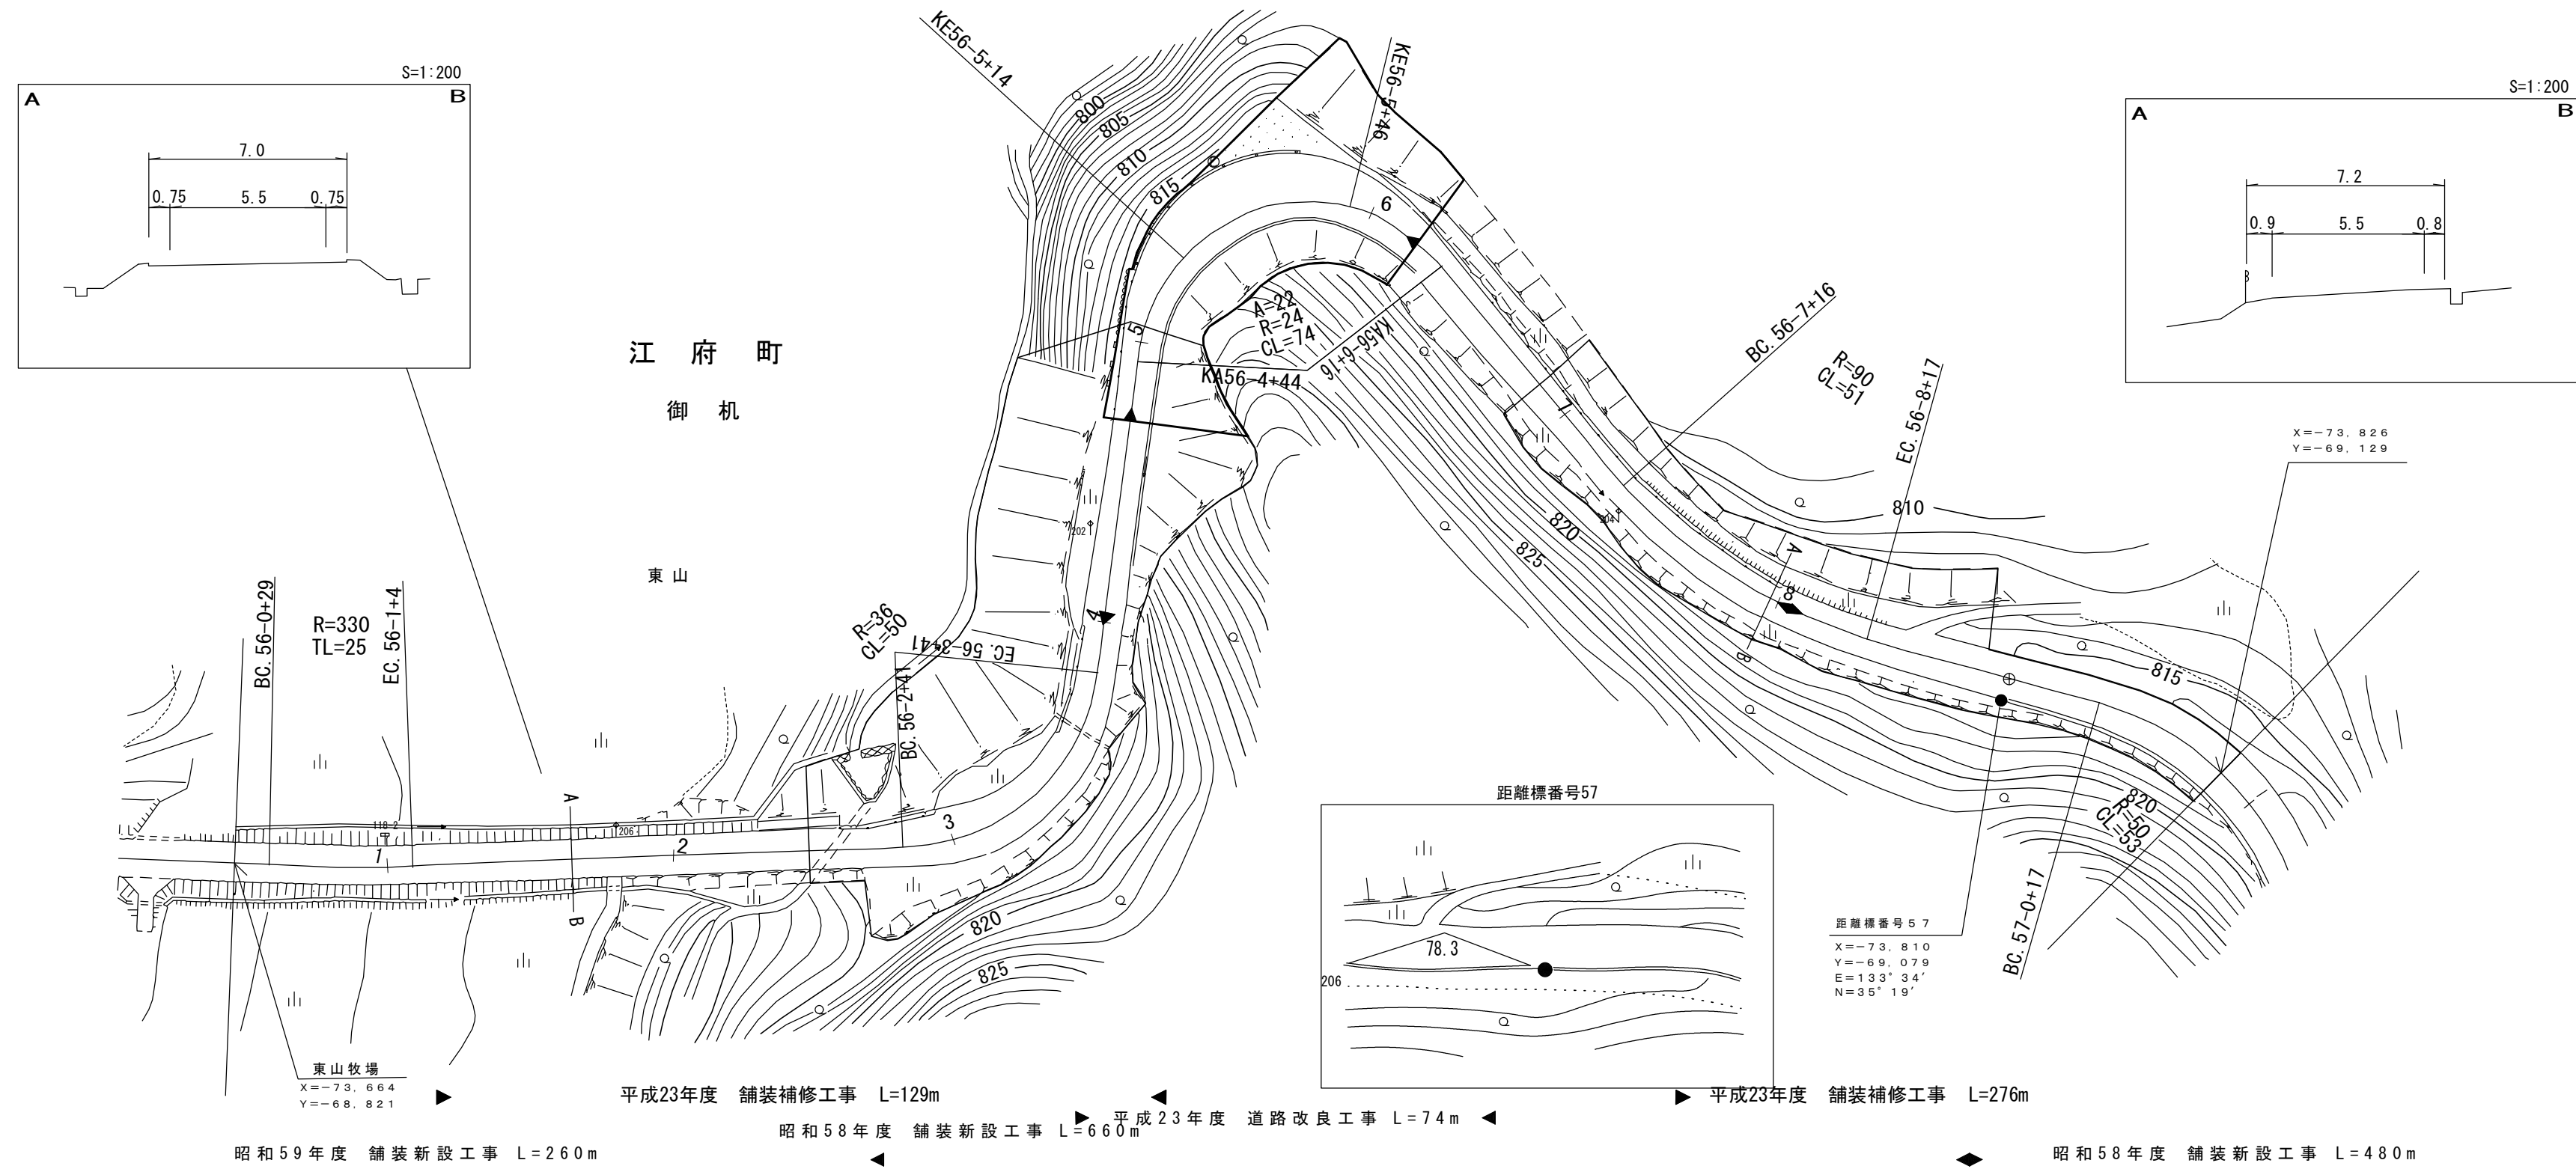 S=1:200
A
B
7.0
0.75
5.5
0.75
S=1:200
A
B
7.2
0.9
5.5
0.8
KE56-5+14
KE56-5+46
800
805
810
815
6
5
A=22
R=24
CL=74
KA56-4+44
KA56-6+16
江 府 町
御 机
東 山
BC.56-7+16
R=90
CL=51
EC.56-8+17
7
810
X=-73,826
Y=-69,129
202
204
820
825
A
8
B
815
BC.56-0+29
R=330
TL=25
EC.56-1+4
R=36
CL=50
EC.56-3+41
BC.56-2+41
4
118-2
206
A
1
2
3
B
820
825
距離標番号57
78.3
206
820
R=50
CL=53
BC.57-0+17
距離標番号57
X=-73,810
Y=-69,079
E=133°34′
N=35°19′
東山牧場
X=-73,664
Y=-68,821
平成23年度 舗装補修工事 L=129m
平成23年度 舗装補修工事 L=276m
平成23年度 道路改良工事 L=74m
昭和58年度 舗装新設工事 L=660m
昭和59年度 舗装新設工事 L=260m
昭和58年度 舗装新設工事 L=480m